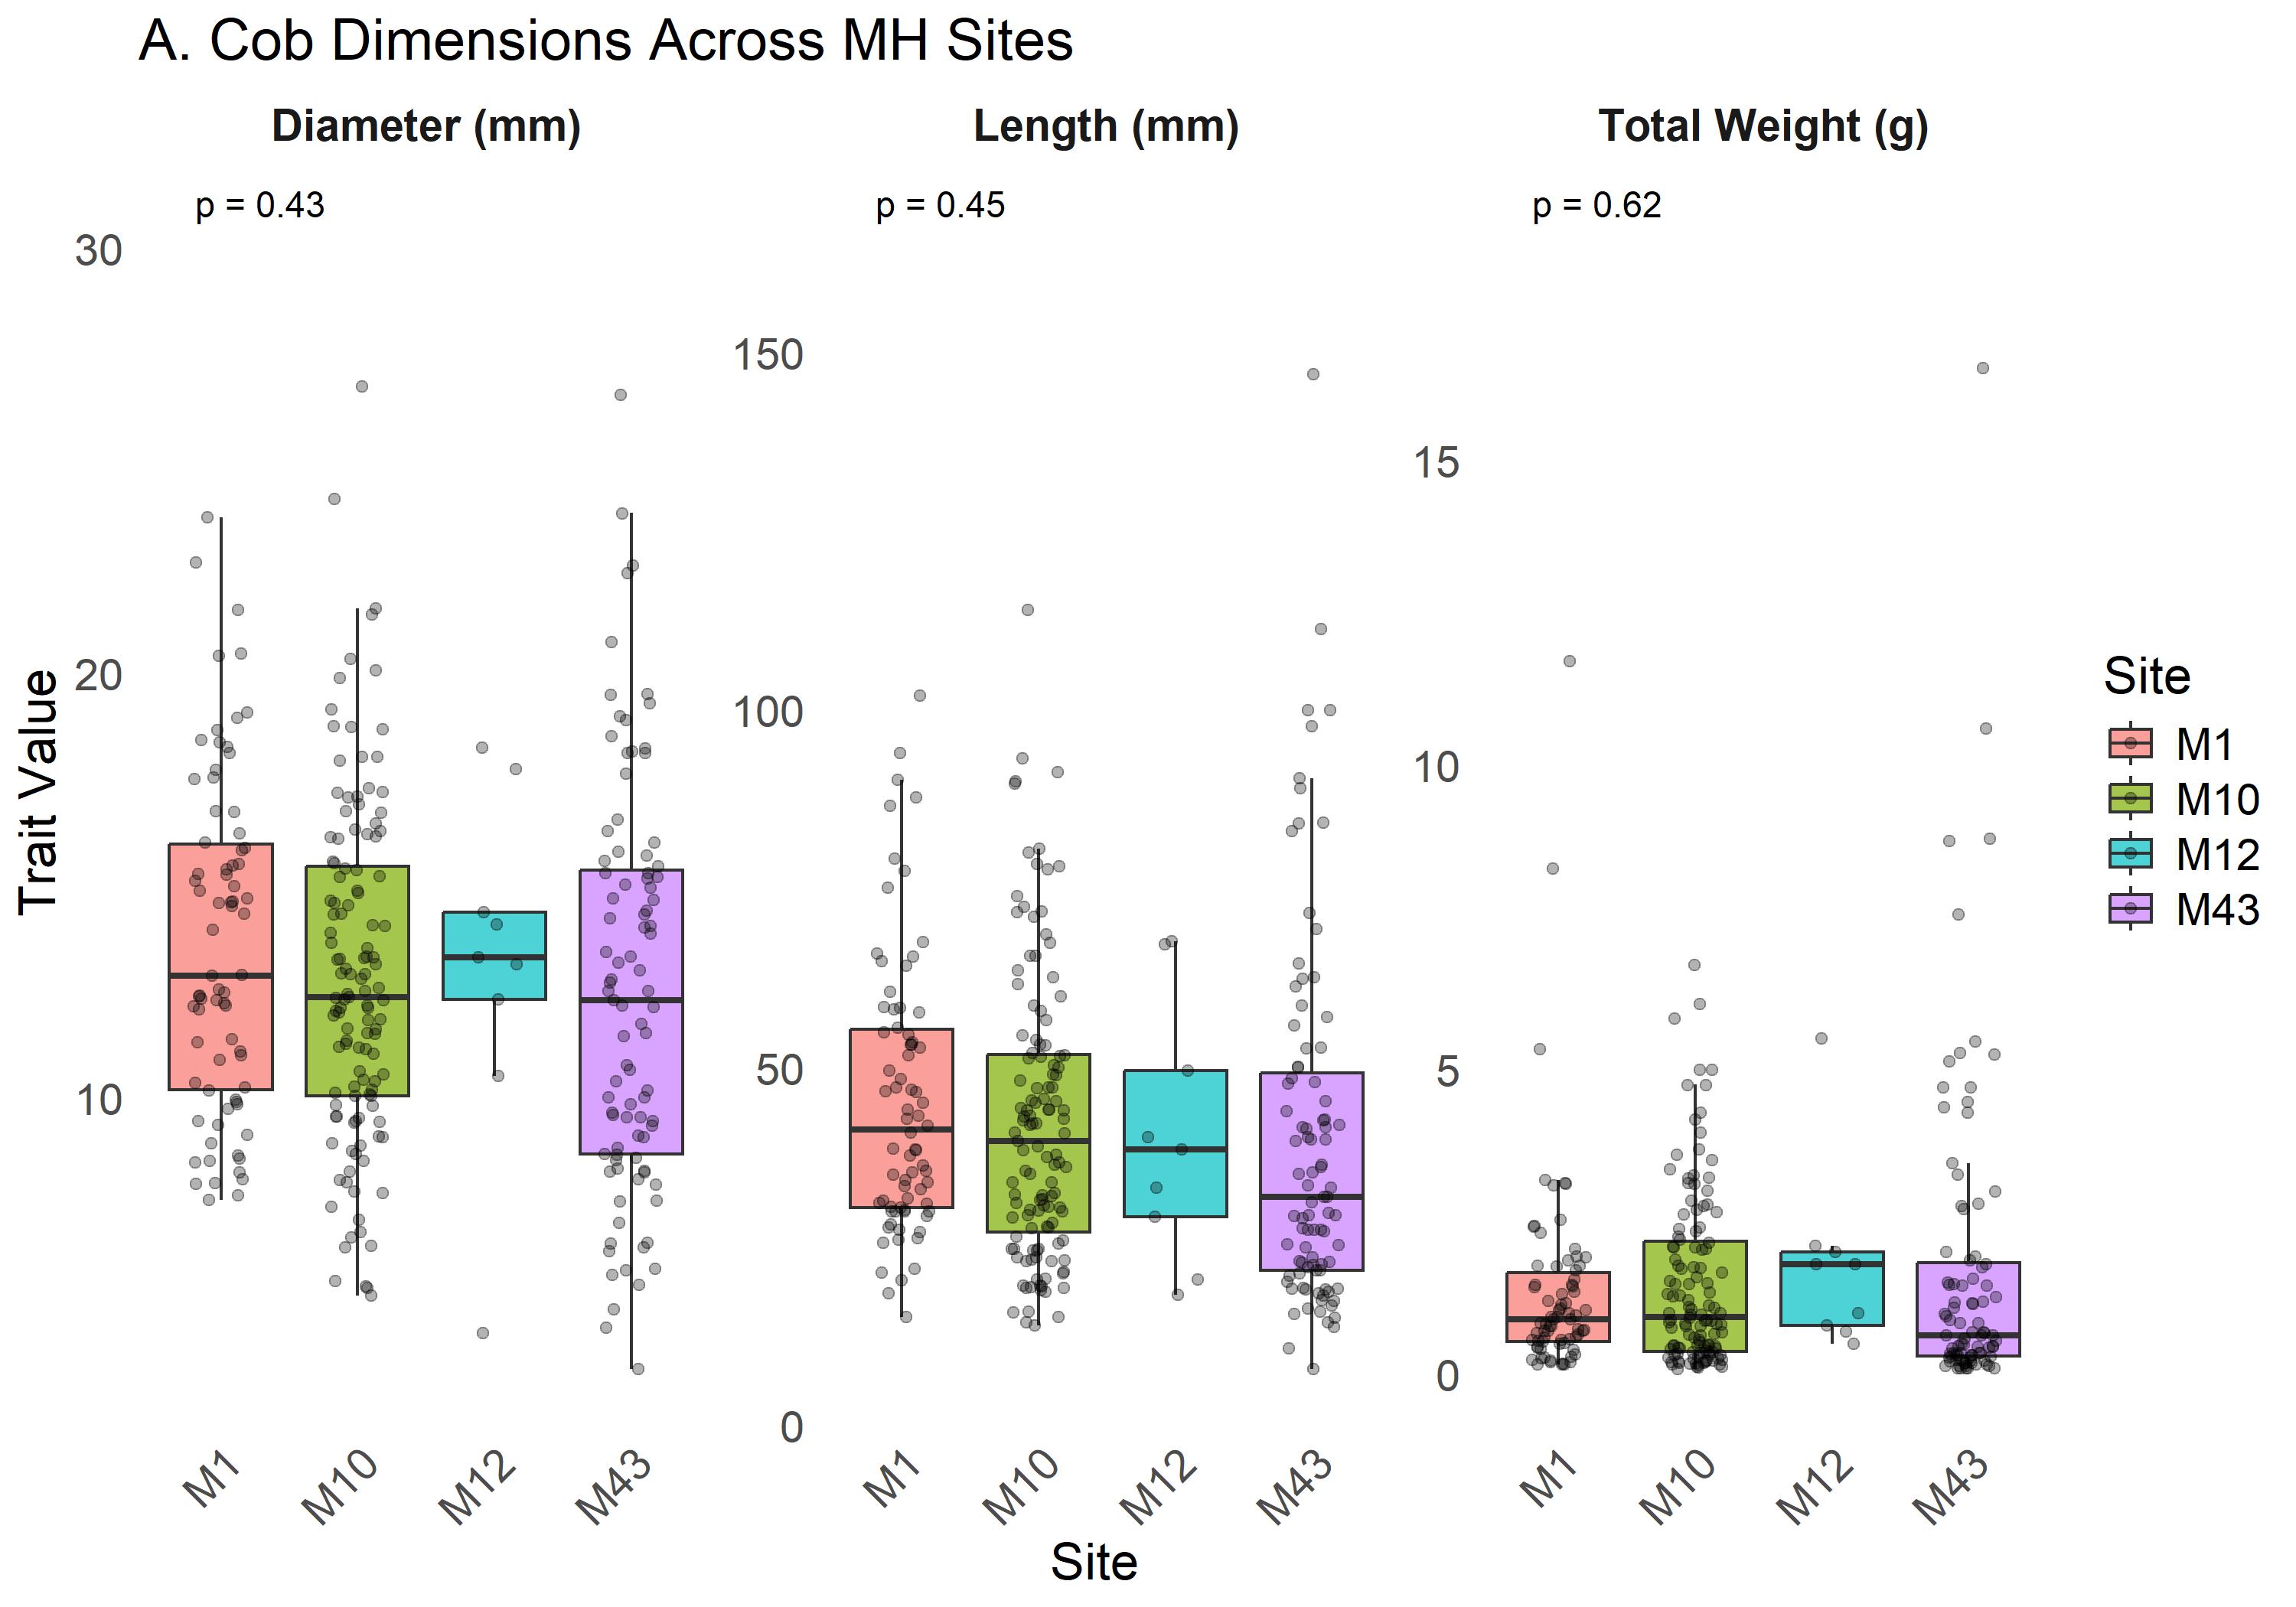 A. Cob Dimensions Across MH Sites
Diameter (mm)
Length (mm)
Total Weight (g)
p = 0.43
p = 0.45
p = 0.62
Trait Value
30
20
10
150
100
50
0
15
10
5
0
M1
M10
M12
M43
M1
M10
M12
M43
M1
M10
M12
M43
Site
Site
M1
M10
M12
M43